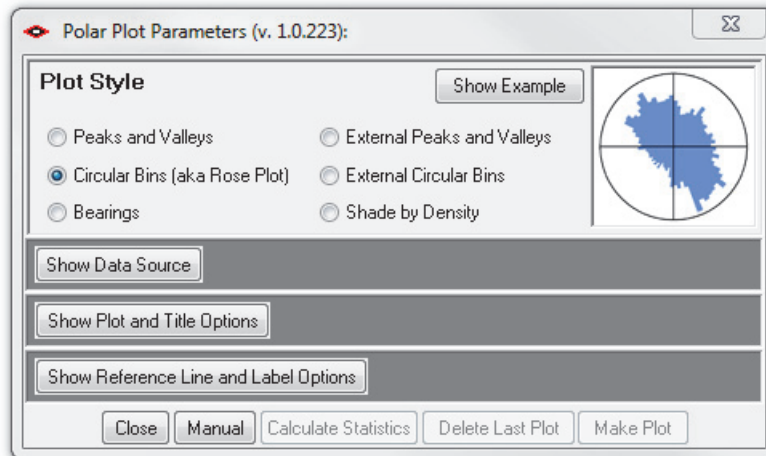 Polar Plot Parameters (v. 1.0.223):
Plot Style
Show Example
Peaks and Valleys
External Peaks and Valleys
Circular Bins (aka Rose Plot)
External Circular Bins
Bearings
Shade by Density
Show Data Source
Show Plot and Title Options
Show Reference Line and Label Options
Close Manual Calculate Statistics Delete Last Plot Make Plot